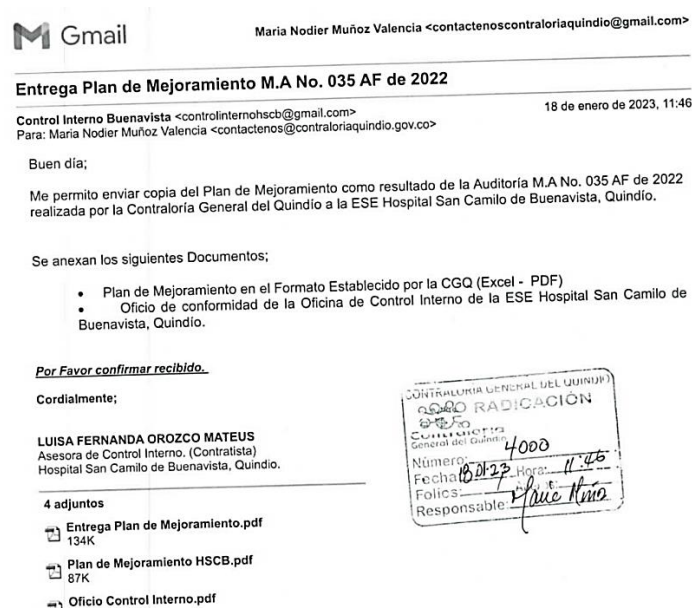 Gmail
Maria Nodier Muñoz Valencia <contactenoscontraloriaquindio@gmail.com>
Entrega Plan de Mejoramiento M.A No. 035 AF de 2022
Control Interno Buenavista <controlinternohscb@gmail.com>
18 de enero de 2023, 11:46
Para: Maria Nodier Muñoz Valencia <contactenos@contraloriaquindio.gov.co>
Buen día;
Me permito enviar copia del Plan de Mejoramiento como resultado de la Auditoría M.A No. 035 AF de 2022
realizada por la Contraloría General del Quindío a la ESE Hospital San Camilo de Buenavista, Quindío.
Se anexan los siguientes Documentos;
• Plan de Mejoramiento en el Formato Establecido por la CGQ (Excel - PDF)
• Oficio de conformidad de la Oficina de Control Interno de la ESE Hospital San Camilo de
Buenavista, Quindío.
Por Favor confirmar recibido.
Cordialmente;
LUISA FERNANDA OROZCO MATEUS
Asesora de Control Interno. (Contratista)
Hospital San Camilo de Buenavista, Quindío.
CONTRALORIA GENERAL DEL QUINDIO
RADICACIÓN
Contraloria
General del Quindío
Número: 4000
Fecha: 18-01-23 Hora: 11:46
Folios:
Responsable:
4 adjuntos
Entrega Plan de Mejoramiento.pdf
134K
Plan de Mejoramiento HSCB.pdf
87K
Oficio Control Interno.pdf